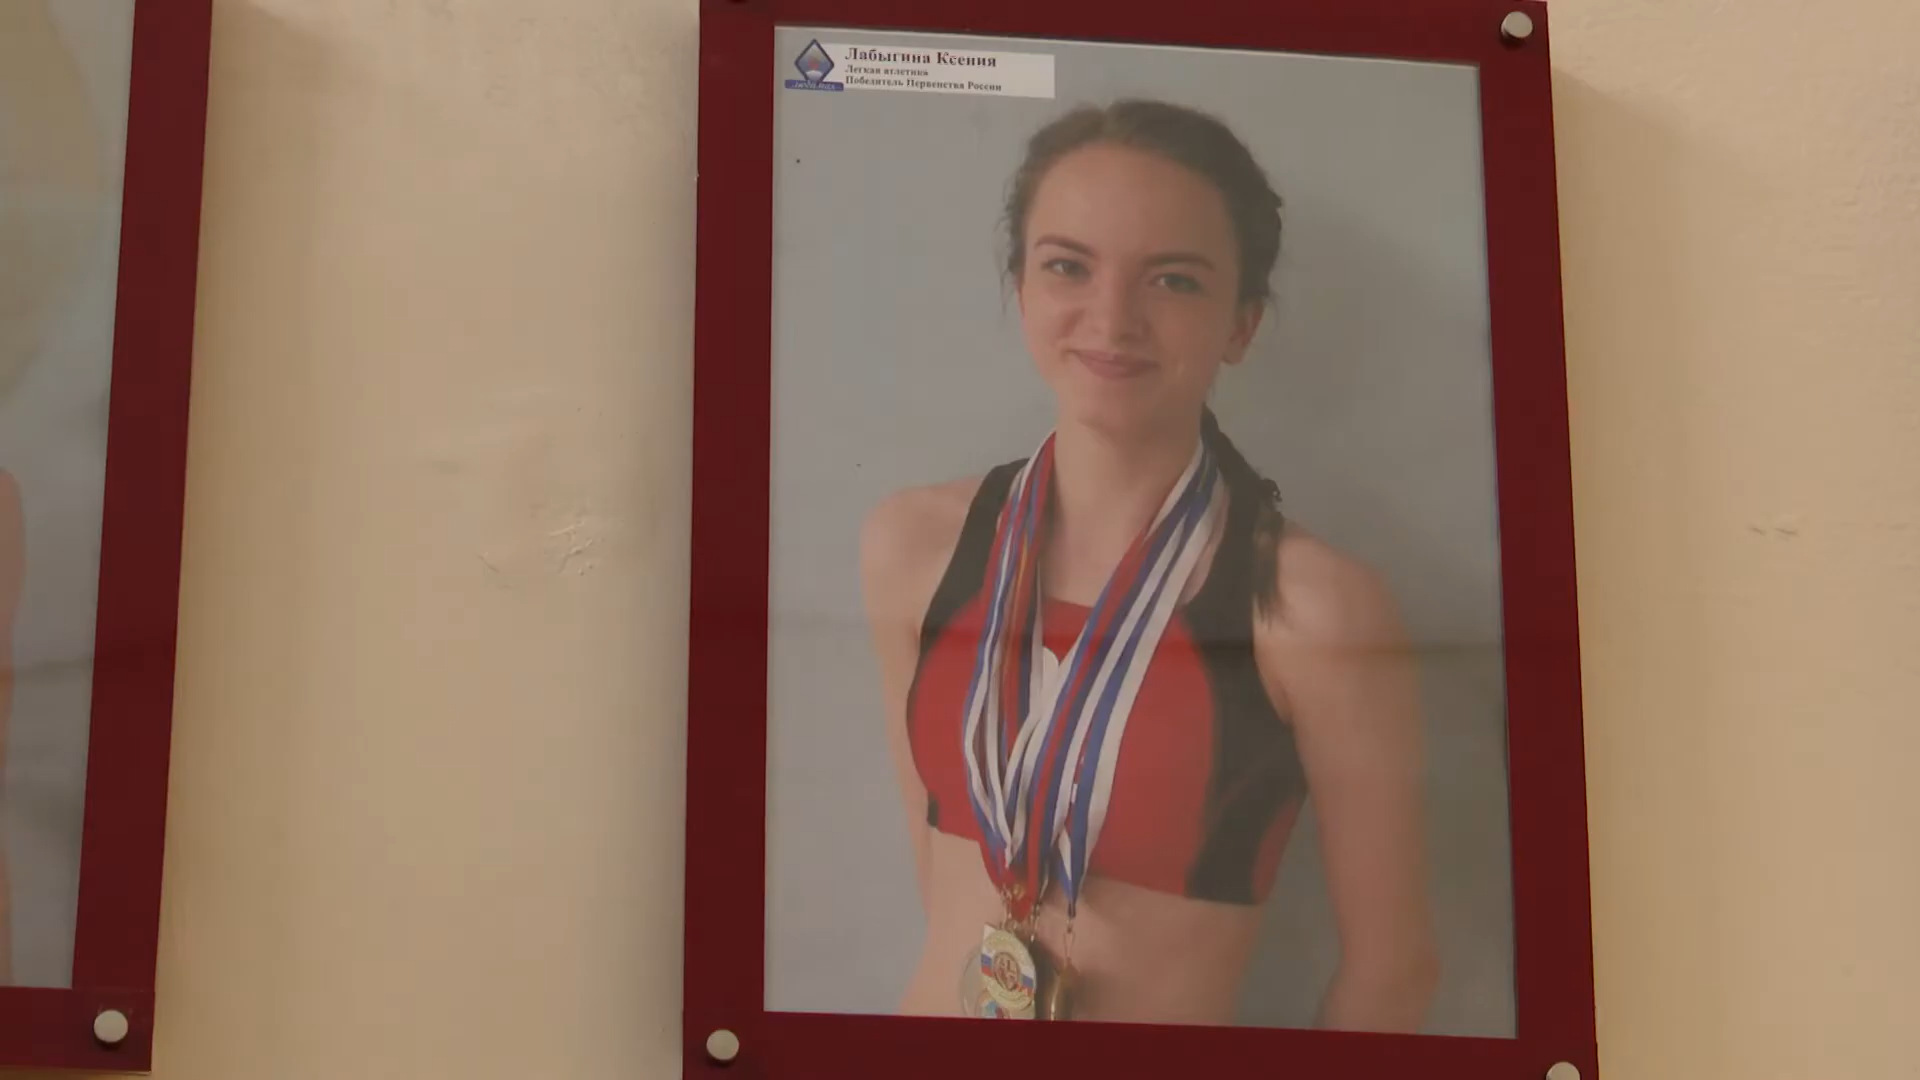 Лабыгина Ксения
Легкая атлетика
Победитель Первенства России